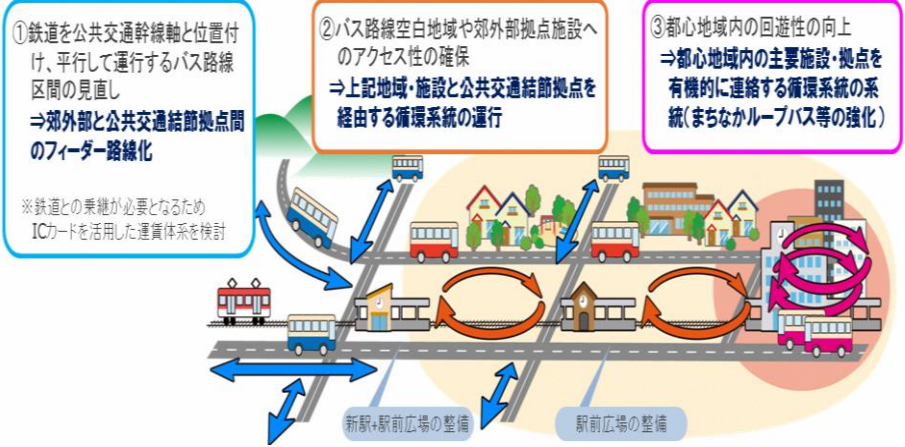 ①鉄道を公共交通幹線軸と位置付
け、平行して運行するバス路線
区間の見直し
⇒郊外部と公共交通結節拠点間
のフィーダー路線化
※鉄道との乗継が必要となるため
ICカードを活用した運賃体系を検討
②バス路線空白地域や郊外部拠点施設へ
のアクセス性の確保
⇒上記地域・施設と公共交通結節拠点を
経由する循環系統の運行
③都心地域内の回遊性の向上
⇒都心地域内の主要施設・拠点を
有機的に連絡する循環系統の系
統(まちなかループバス等の強化)
新駅+駅前広場の整備
駅前広場の整備